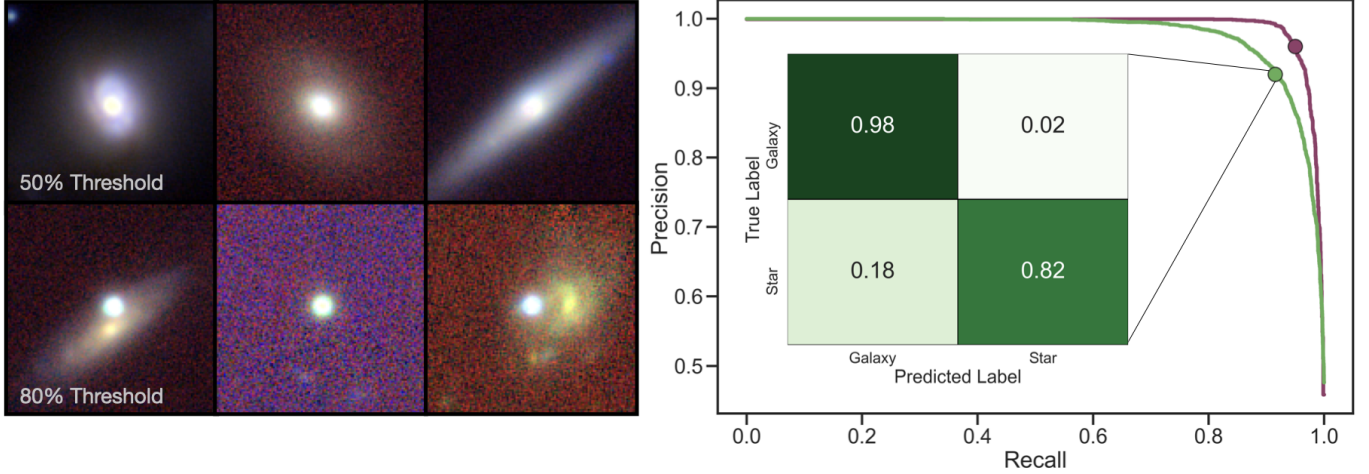 50% Threshold
80% Threshold
Precision
1.0
0.9
0.8
0.7
0.6
0.5
True Label
Galaxy
Star
0.98
0.02
0.18
0.82
Galaxy
Star
Predicted Label
0.0
0.2
0.4
0.6
0.8
1.0
Recall